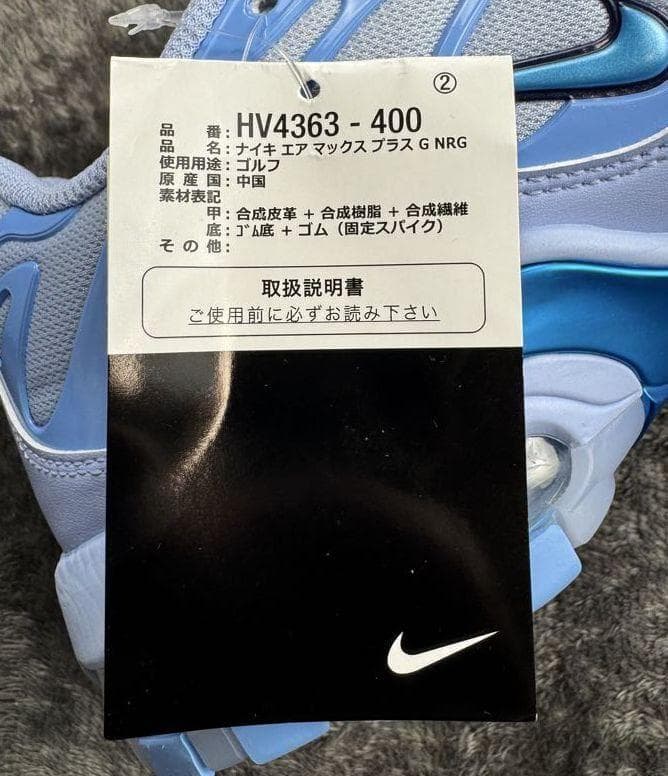 ②
品番：HV4363 - 400
品名：ナイキ エア マックス プラス G NRG
使用用途：ゴルフ
原産国：中国
素材表記
甲：合成皮革 + 合成樹脂 + 合成繊維
底：ｺﾞﾑ底 + ゴム（固定スパイク）
その他：
取扱説明書
ご使用前に必ずお読み下さい